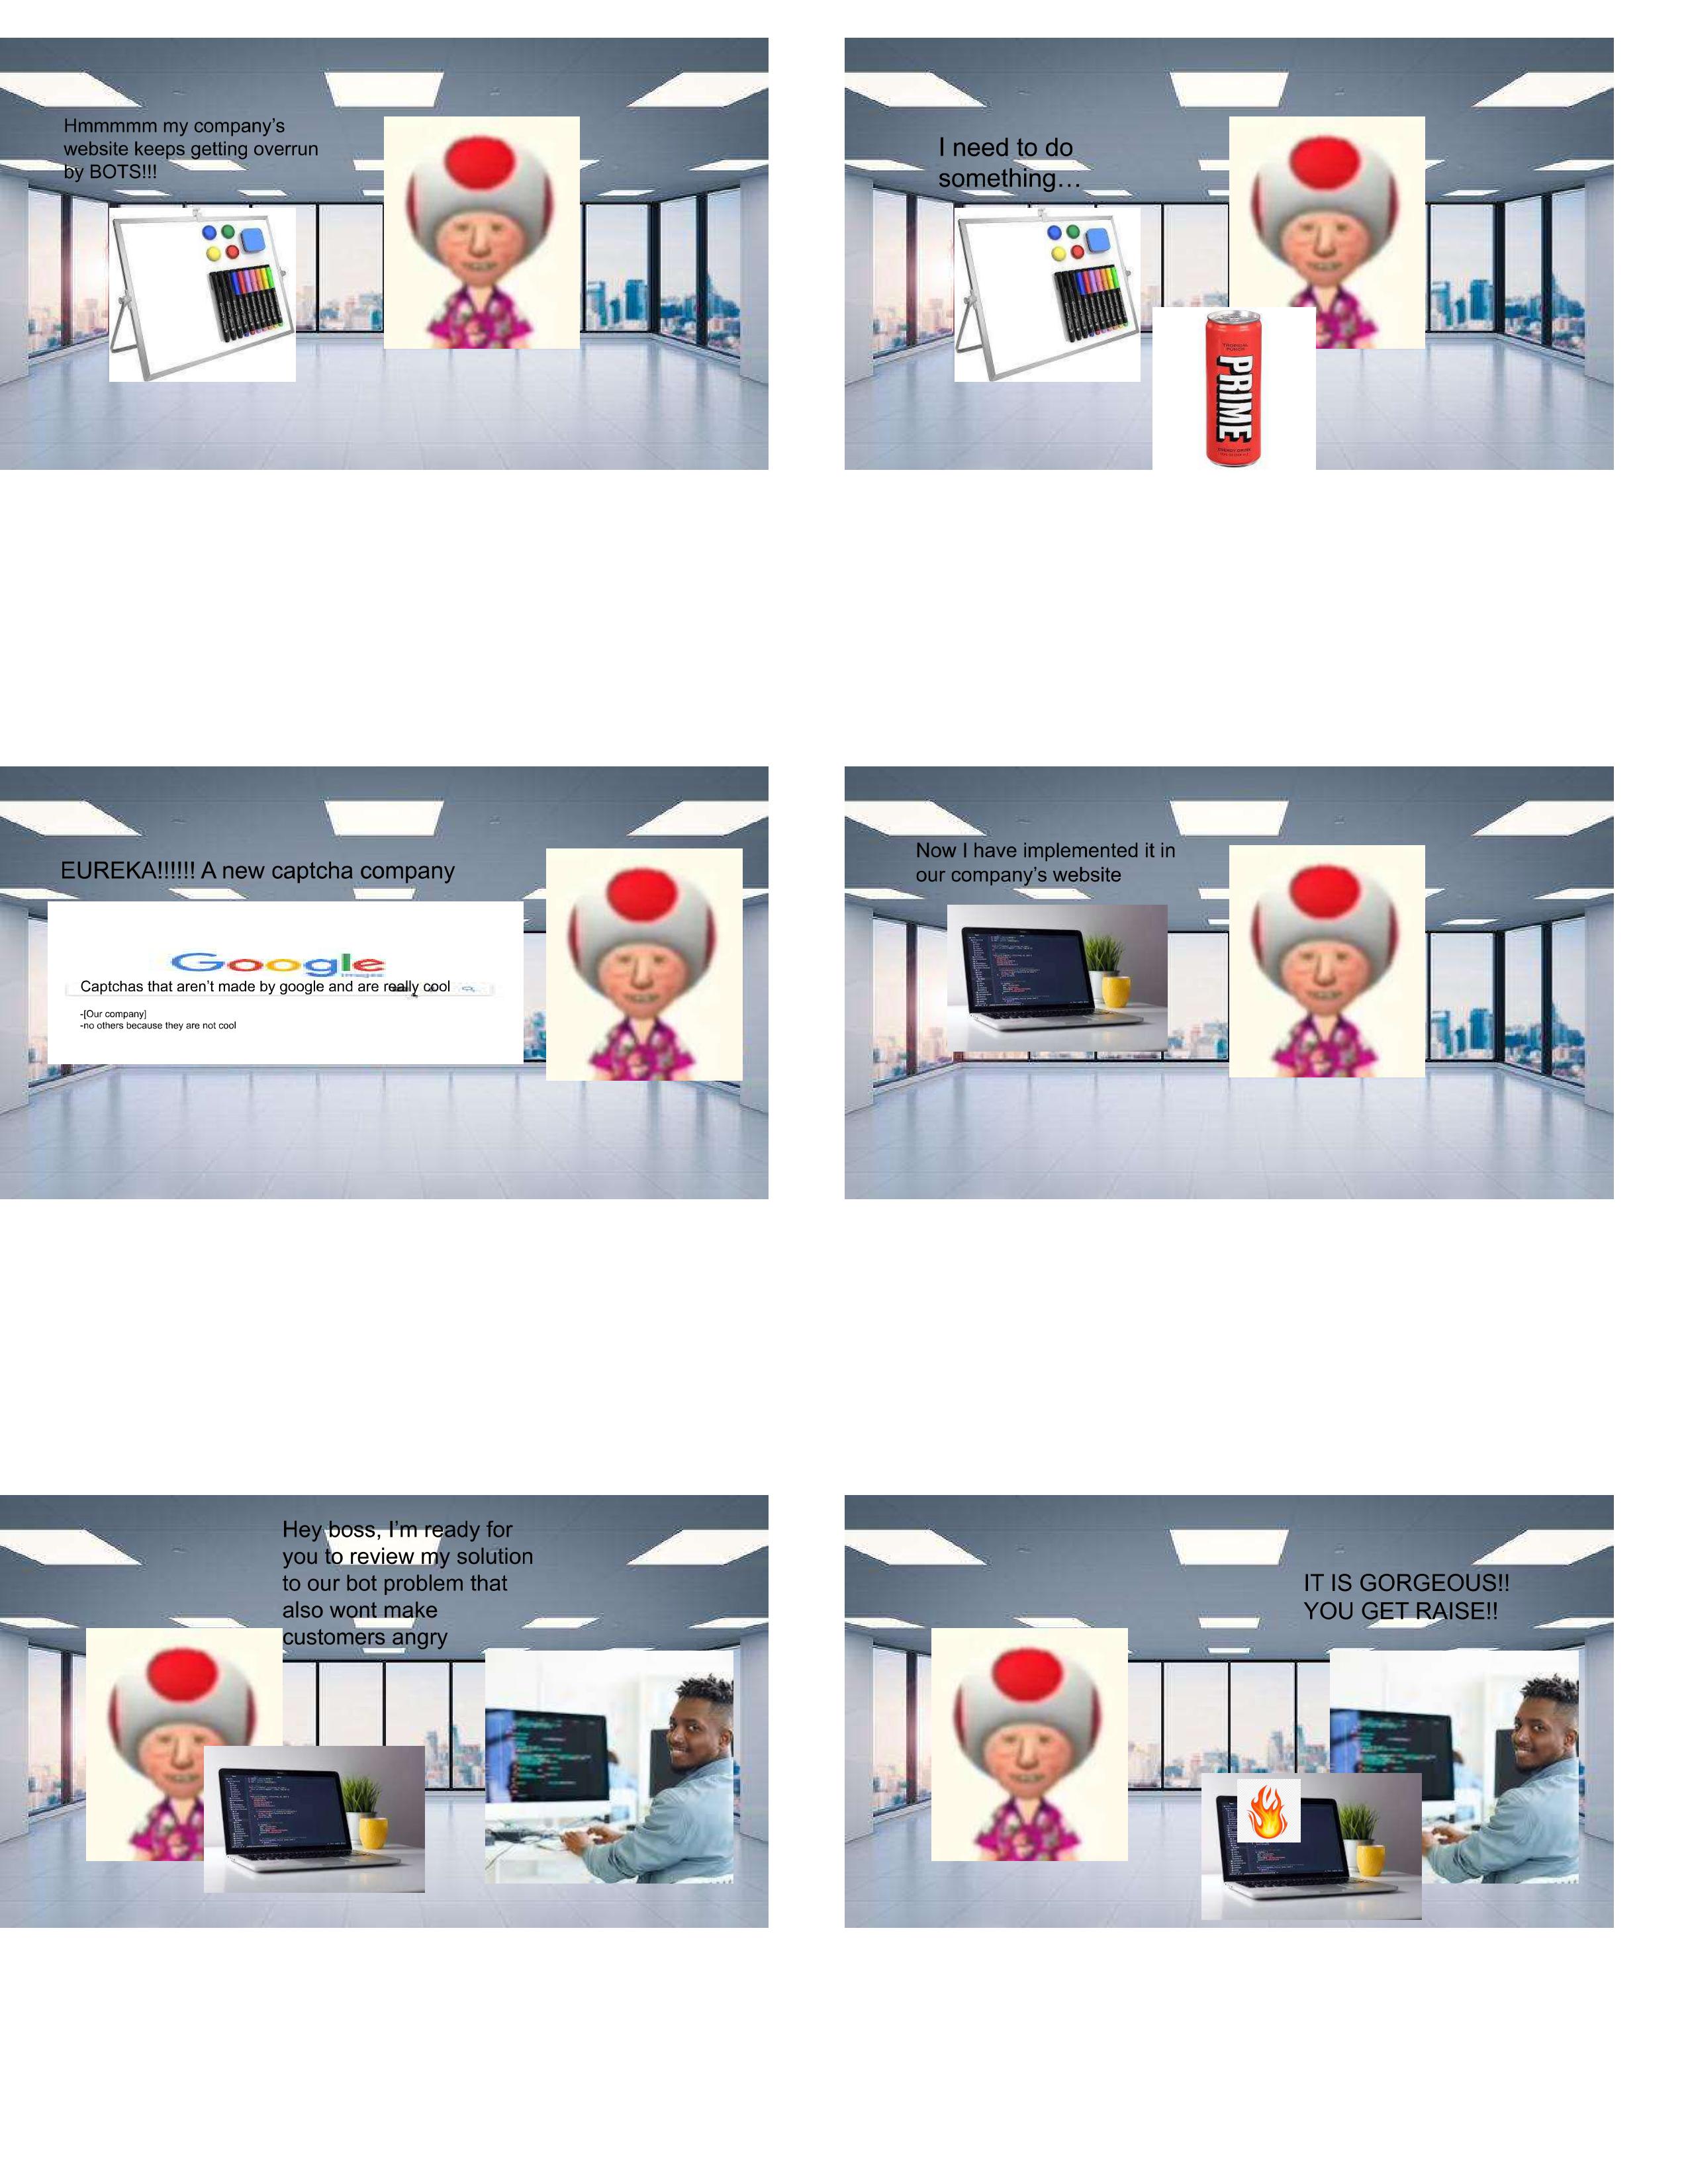 Hmmmmm my company's
website keeps getting overrun
by BOTS!!!
I need to do
something…
PRIME
EUREKA!!!!!! A new captcha company
Google
images
Captchas that aren't made by google and are really cool
-[Our company]
-no others because they are not cool
Now I have implemented it in
our company's website
Hey boss, I'm ready for
you to review my solution
to our bot problem that
also wont make
customers angry
IT IS GORGEOUS!!
YOU GET RAISE!!